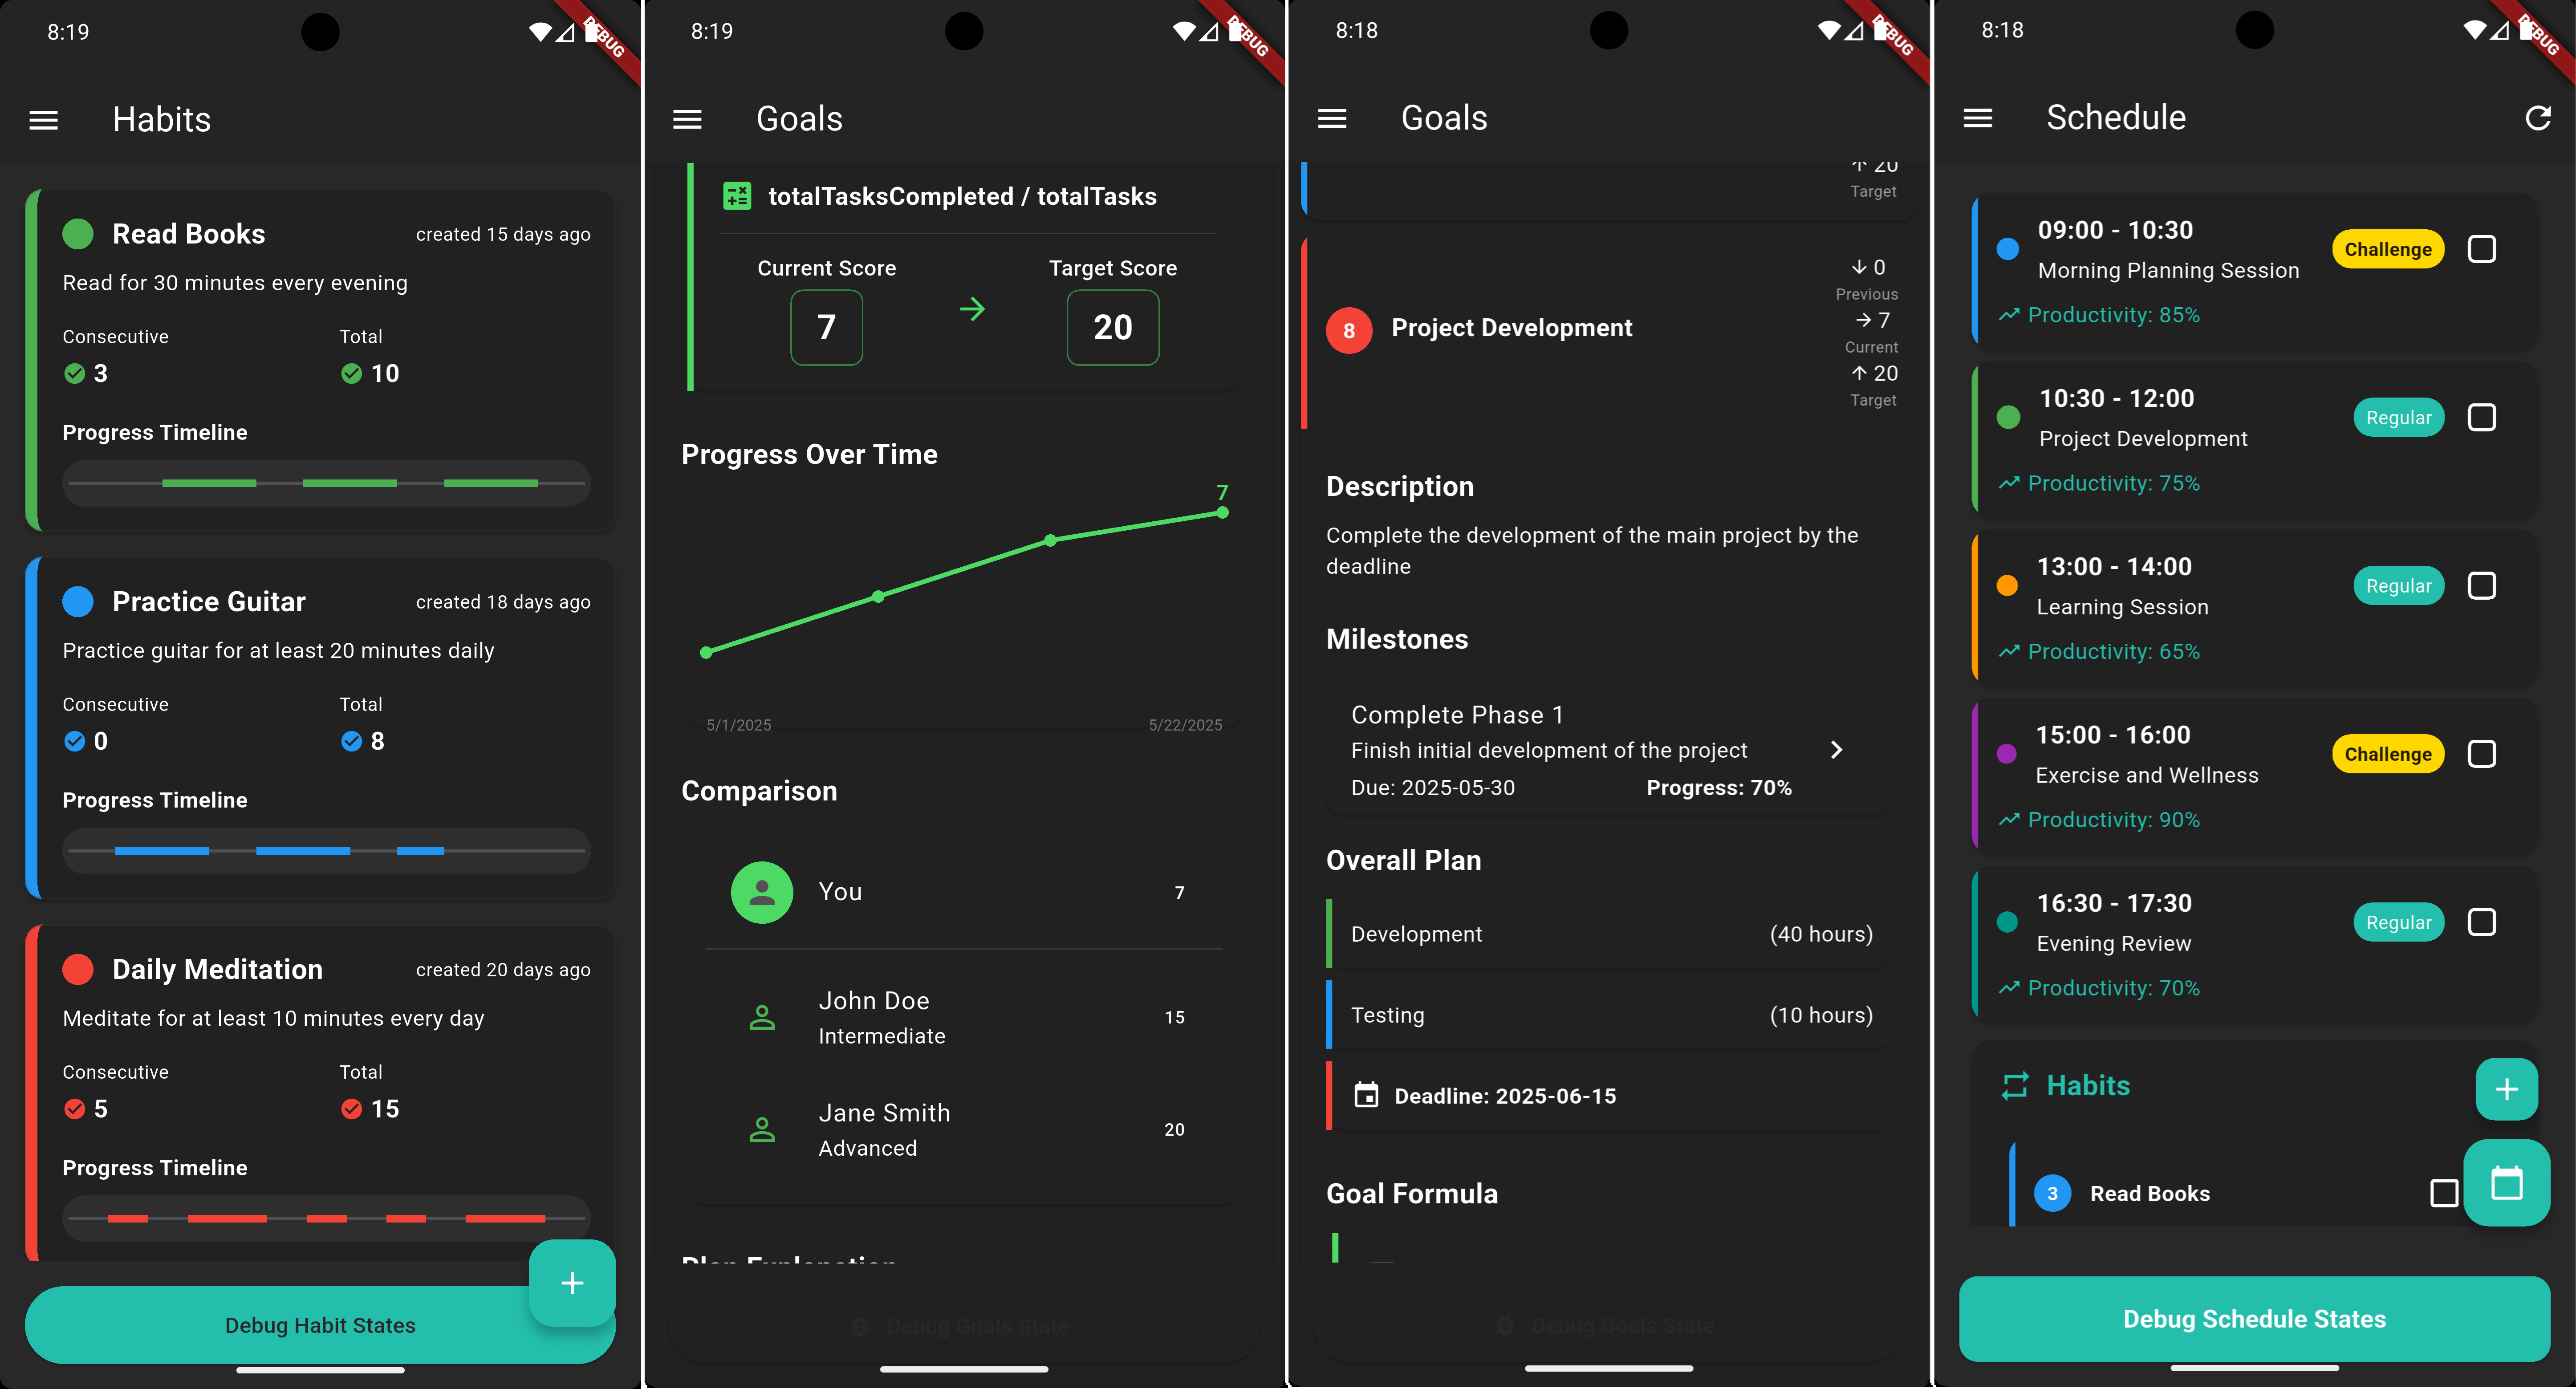 8:19
DEBUG
Habits
Read Books
created 15 days ago
Read for 30 minutes every evening
Consecutive
Total
3
10
Progress Timeline
Practice Guitar
created 18 days ago
Practice guitar for at least 20 minutes daily
Consecutive
Total
0
8
Progress Timeline
Daily Meditation
created 20 days ago
Meditate for at least 10 minutes every day
Consecutive
Total
5
15
Progress Timeline
+
Debug Habit States
8:19
DEBUG
Goals
totalTasksCompleted / totalTasks
Current Score
Target Score
7
20
Progress Over Time
7
5/1/2025
5/22/2025
Comparison
You
7
John Doe
Intermediate
15
Jane Smith
Advanced
20
Plan Explanation
Debug Goals State
8:18
DEBUG
Goals
↑ 20
Target
8
Project Development
↓ 0
Previous
→ 7
Current
↑ 20
Target
Description
Complete the development of the main project by the
deadline
Milestones
Complete Phase 1
Finish initial development of the project
Due: 2025-05-30
Progress: 70%
Overall Plan
Development
(40 hours)
Testing
(10 hours)
Deadline: 2025-06-15
Goal Formula
Debug Goals State
8:18
DEBUG
Schedule
09:00 - 10:30
Morning Planning Session
Challenge
Productivity: 85%
10:30 - 12:00
Project Development
Regular
Productivity: 75%
13:00 - 14:00
Learning Session
Regular
Productivity: 65%
15:00 - 16:00
Exercise and Wellness
Challenge
Productivity: 90%
16:30 - 17:30
Evening Review
Regular
Productivity: 70%
Habits
+
3
Read Books
Debug Schedule States